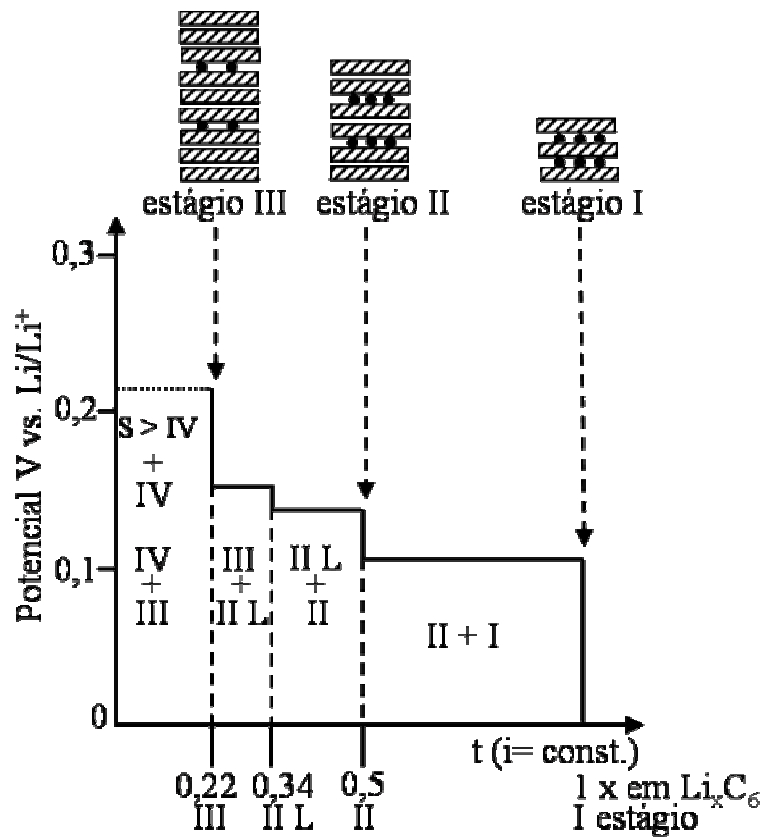 estágio III
estágio II
estágio I
Potencial V vs. Li/Li⁺
0,3
0,2
0,1
0
S > IV
+
IV
IV
+
III
III
+
II L
II L
+
II
II + I
t (i= const.)
0,22 0,34 0,5 1 x em LiₓC₆
III II L II I estágio